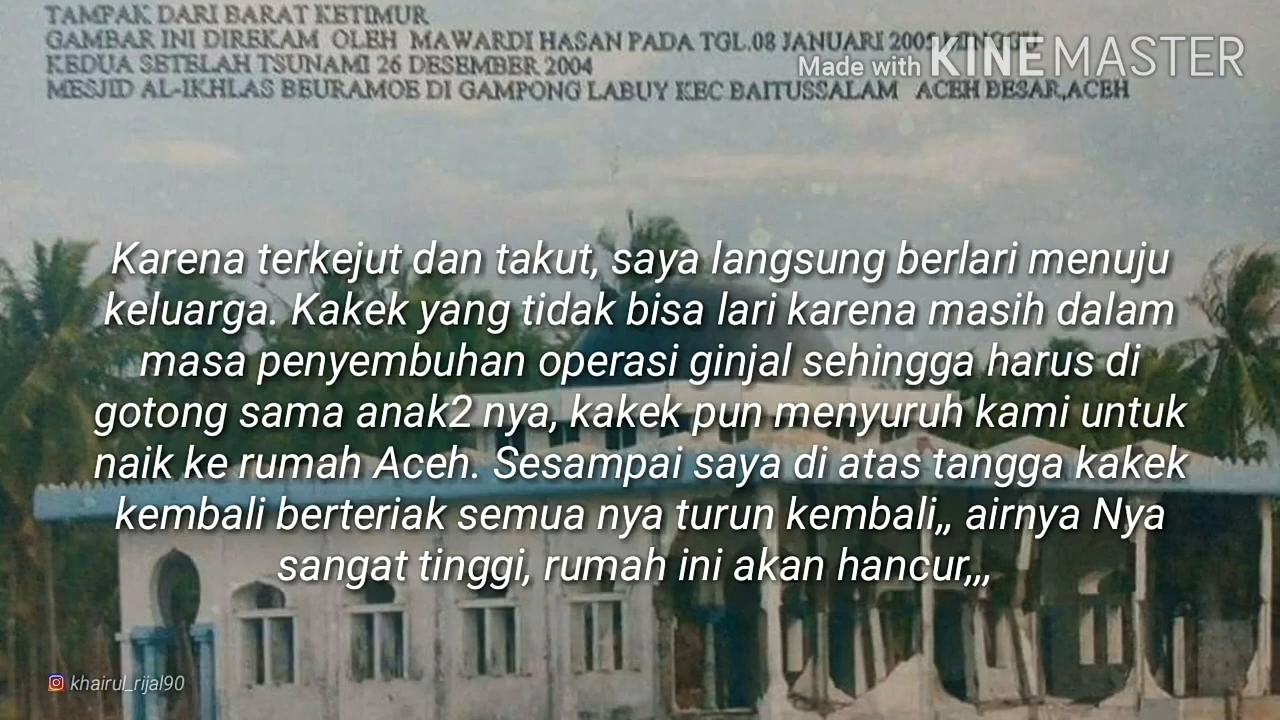 TAMPAK DARI BARAT KETIMUR
GAMBAR INI DIREKAM OLEH MAWARDI HASAN PADA TGL.08 JANUARI
KEDUA SETELAH TSUNAMI 26 DESEMBER 2004
MESJID AL-IKHLAS BEURAMOE DI GAMPONG LABUY KEC BAITUSSALAM ACEH BESAR,ACEH
Made with KINEMASTER
Karena terkejut dan takut, saya langsung berlari menuju
keluarga. Kakek yang tidak bisa lari karena masih dalam
masa penyembuhan operasi ginjal sehingga harus di
gotong sama anak2 nya, kakek pun menyuruh kami untuk
naik ke rumah Aceh. Sesampai saya di atas tangga kakek
kembali berteriak semua nya turun kembali,, airnya Nya
sangat tinggi, rumah ini akan hancur,,,
khairul_rijal90